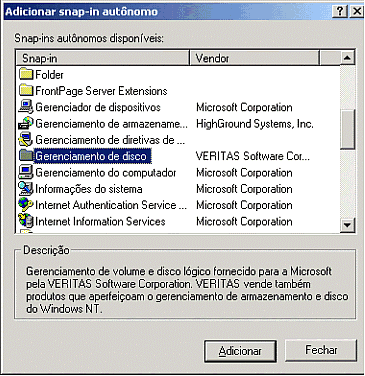 Adicionar snap-in autônomo
Snap-ins autônomos disponíveis:
Snap-in Vendor
Folder
FrontPage Server Extensions
Gerenciador de dispositivos Microsoft Corporation
Gerenciamento de armazename... HighGround Systems, Inc.
Gerenciamento de diretivas de ...
Gerenciamento de disco VERITAS Software Cor...
Gerenciamento do computador Microsoft Corporation
Informações do sistema Microsoft Corporation
Internet Authentication Service ... Microsoft Corporation
Internet Information Services Microsoft Corporation
Descrição
Gerenciamento de volume e disco lógico fornecido para a Microsoft
pela VERITAS Software Corporation. VERITAS vende também
produtos que aperfeiçoam o gerenciamento de armazenamento e disco
do Windows NT.
Adicionar Fechar